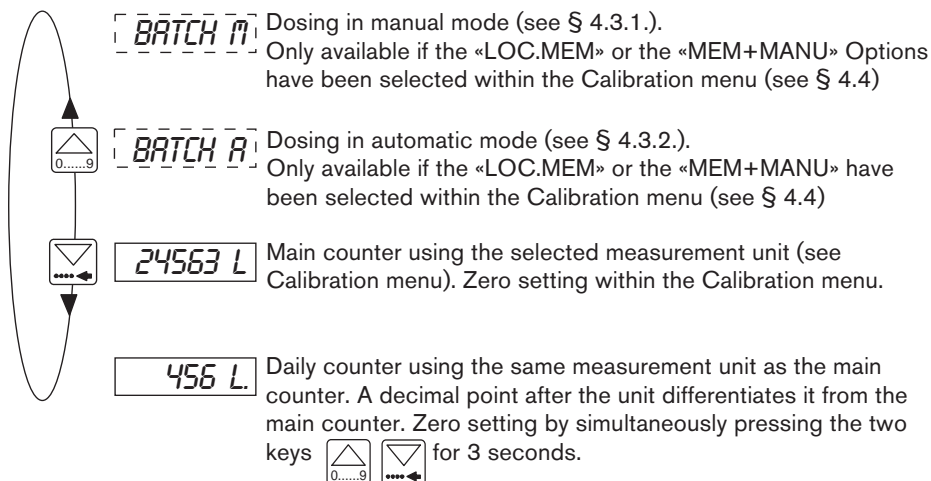 BATCH M
Dosing in manual mode (see § 4.3.1.).
Only available if the «LOC.MEM» or the «MEM+MANU» Options
have been selected within the Calibration menu (see § 4.4)
0......9
BATCH A
Dosing in automatic mode (see § 4.3.2.).
Only available if the «LOC.MEM» or the «MEM+MANU» have
been selected within the Calibration menu (see § 4.4)
24563 L
Main counter using the selected measurement unit (see
Calibration menu). Zero setting within the Calibration menu.
456 L.
Daily counter using the same measurement unit as the main
counter. A decimal point after the unit differentiates it from the
main counter. Zero setting by simultaneously pressing the two
keys 0......9 for 3 seconds.